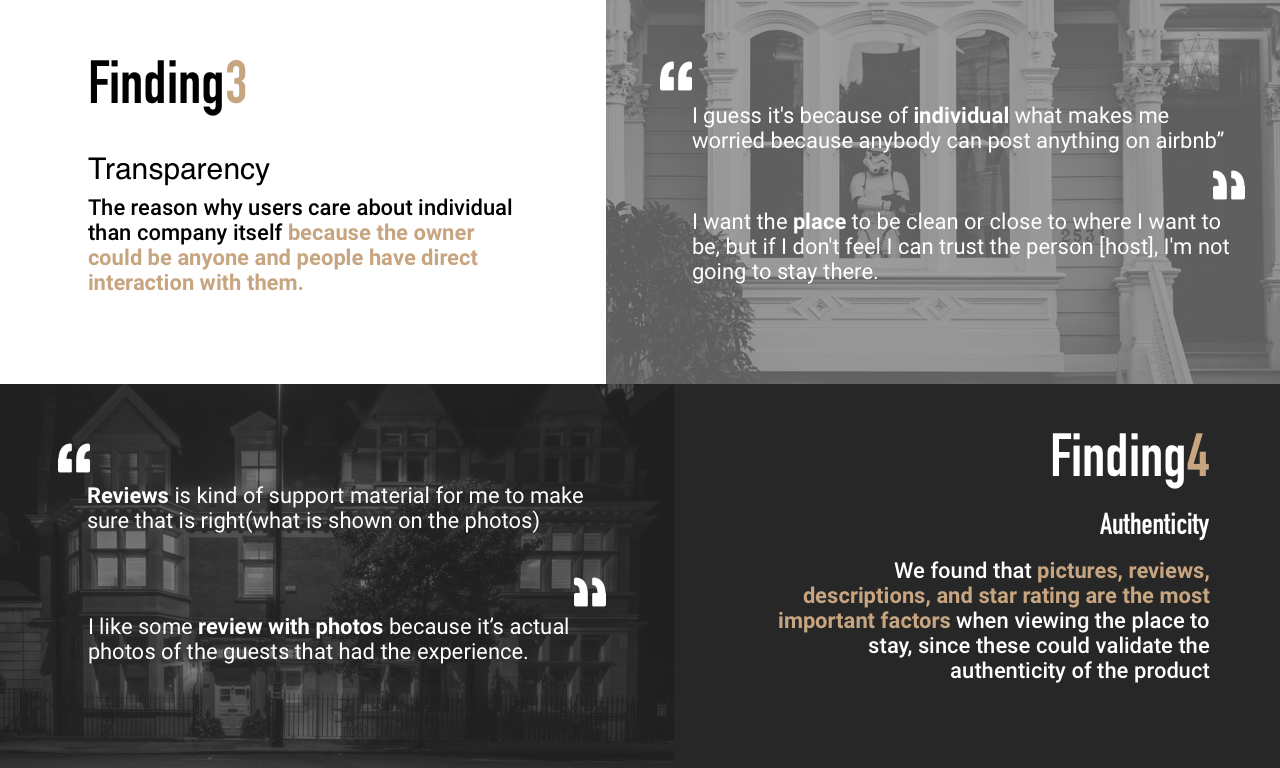 Finding3
Transparency
The reason why users care about individual
than company itself because the owner
could be anyone and people have direct
interaction with them.
“
I guess it's because of individual what makes me
worried because anybody can post anything on airbnb”
”
I want the place to be clean or close to where I want to
be, but if I don't feel I can trust the person [host], I'm not
going to stay there.
2531
“
Reviews is kind of support material for me to make
sure that is right(what is shown on the photos)
”
I like some review with photos because it’s actual
photos of the guests that had the experience.
Finding4
Authenticity
We found that pictures, reviews,
descriptions, and star rating are the most
important factors when viewing the place to
stay, since these could validate the
authenticity of the product